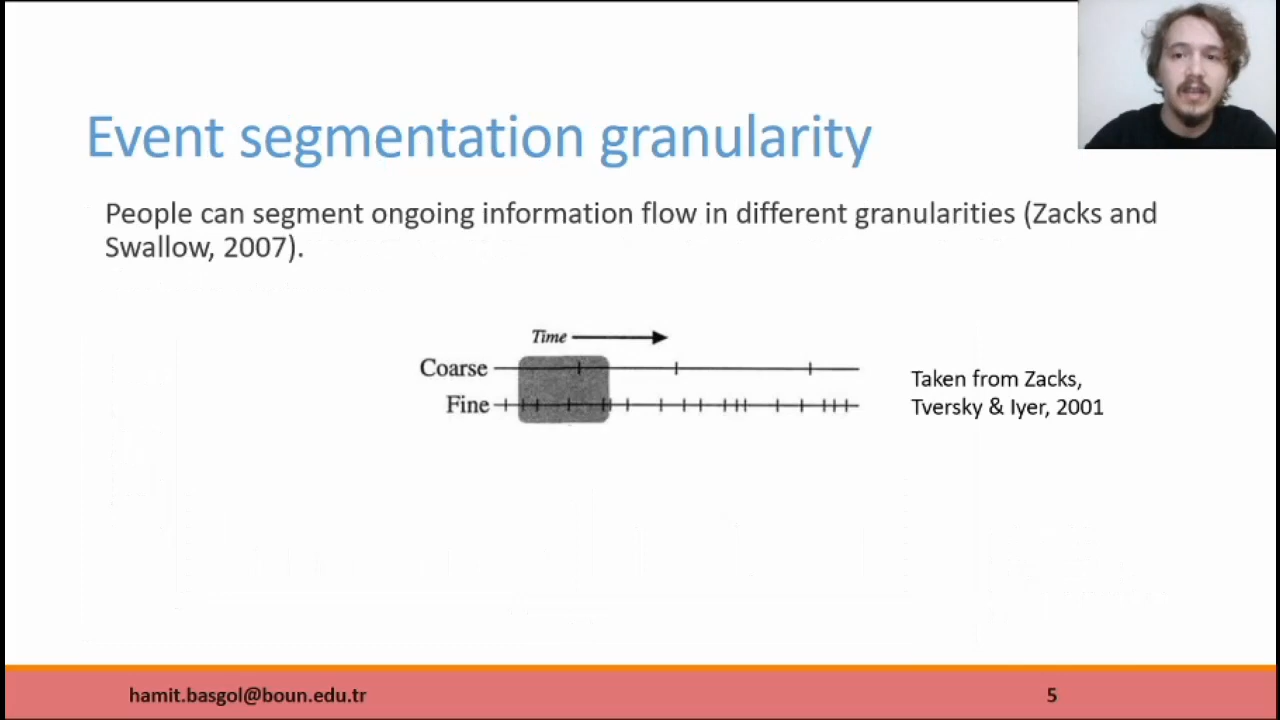 Event segmentation granularity
People can segment ongoing information flow in different granularities (Zacks and
Swallow, 2007).
Time
Coarse
Fine
Taken from Zacks,
Tversky & Iyer, 2001
hamit.basgol@boun.edu.tr
5